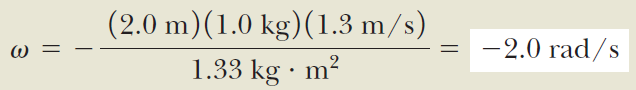 ω = − (2.0 m)(1.0 kg)(1.3 m/s) / 1.33 kg · m² = −2.0 rad/s